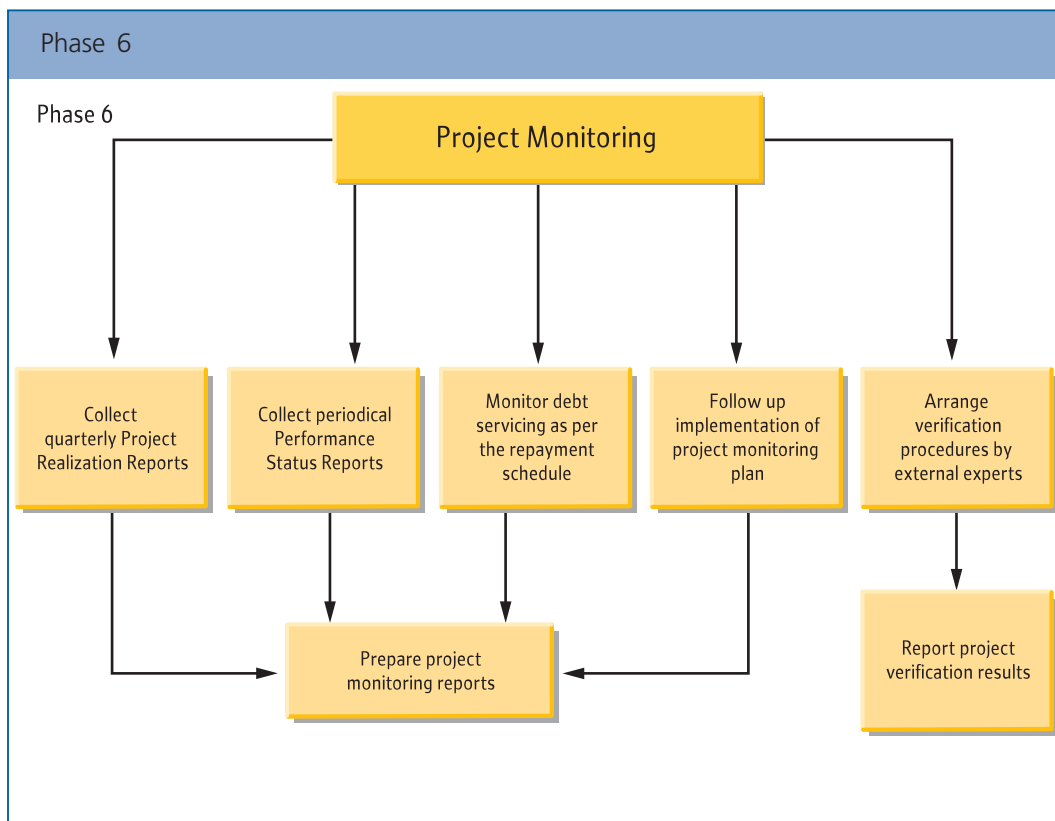 Phase 6
Phase 6
Project Monitoring
Collect
quarterly Project
Realization Reports
Collect periodical
Performance
Status Reports
Monitor debt
servicing as per
the repayment
schedule
Follow up
implementation of
project monitoring
plan
Arrange
verification
procedures by
external experts
Prepare project
monitoring reports
Report project
verification results